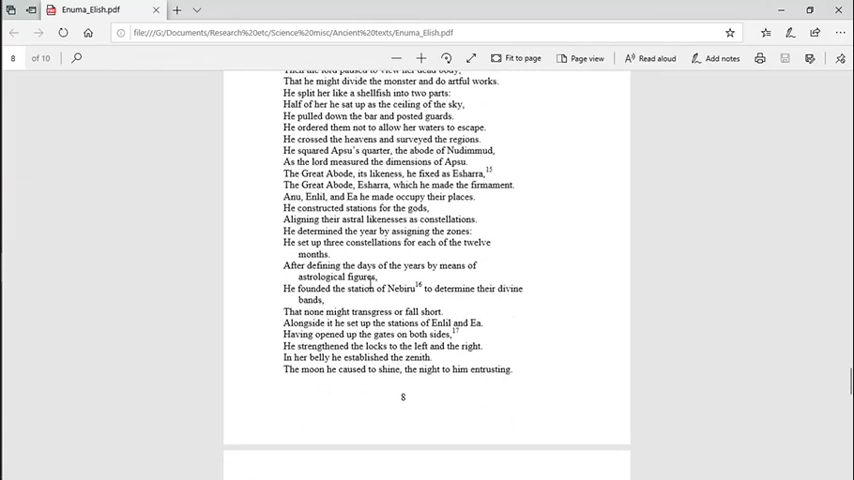 Enuma_Elish.pdf
file:///G:/Documents/Research%20etc/Science%20misc/Ancient%20texts/Enuma_Elish.pdf
8 of 10 Fit to page Page view Read aloud Add notes
Then the lord paused to view her dead body,
That he might divide the monster and do artful works.
He split her like a shellfish into two parts:
Half of her he sat up as the ceiling of the sky,
He pulled down the bar and posted guards.
He ordered them not to allow her waters to escape.
He crossed the heavens and surveyed the regions.
He squared Apsu's quarter, the abode of Nudimmud,
As the lord measured the dimensions of Apsu.
The Great Abode, its likeness, he fixed as Esharra,15
The Great Abode, Esharra, which he made the firmament.
Anu, Enlil, and Ea he made occupy their places.
He constructed stations for the gods,
Aligning their astral likenesses as constellations.
He determined the year by assigning the zones:
He set up three constellations for each of the twelve
months.
After defining the days of the years by means of
astrological figures,
He founded the station of Nebiru16 to determine their divine
bands,
That none might transgress or fall short.
Alongside it he set up the stations of Enlil and Ea.
Having opened up the gates on both sides,17
He strengthened the locks to the left and the right.
In her belly he established the zenith.
The moon he caused to shine, the night to him entrusting.
8